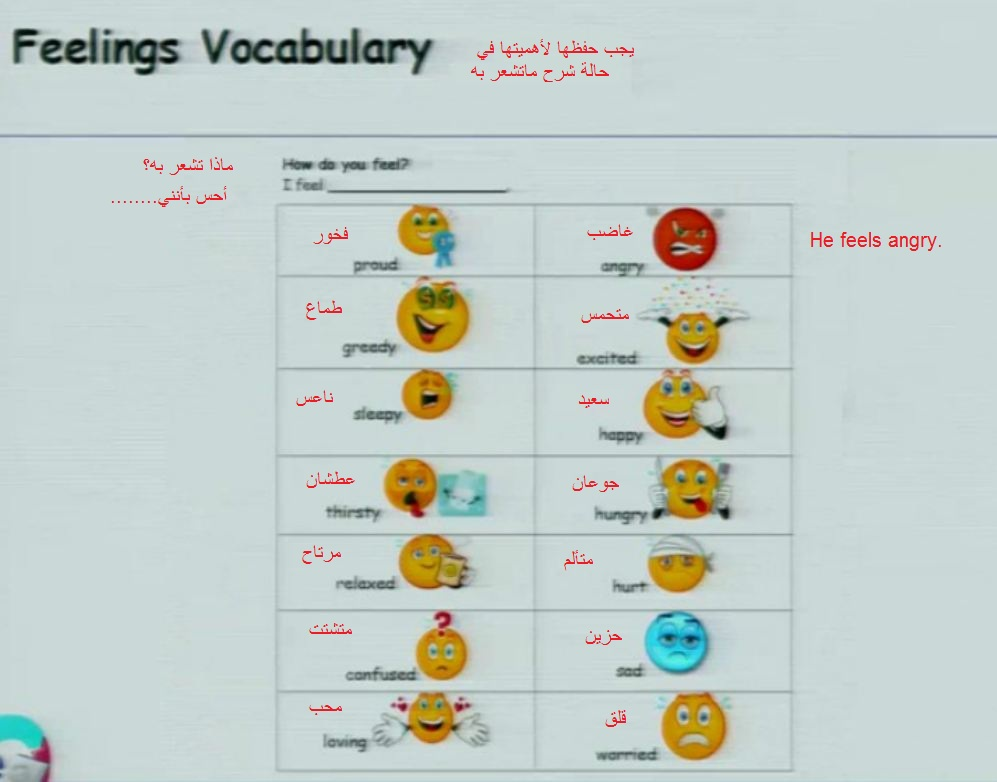 Feelings Vocabulary
يجب حفظها لأهميتها في
حالة شرح ماتشعر به
ماذا تشعر به؟
أحس بأنني........
How do you feel?
I feel ____________________.
فخور
proud
غاضب
angry
He feels angry.
طماع
greedy
متحمس
excited
ناعس
sleepy
سعيد
happy
عطشان
thirsty
جوعان
hungry
مرتاح
relaxed
متألم
hurt
متشتت
confused
حزين
sad
محب
loving
قلق
worried